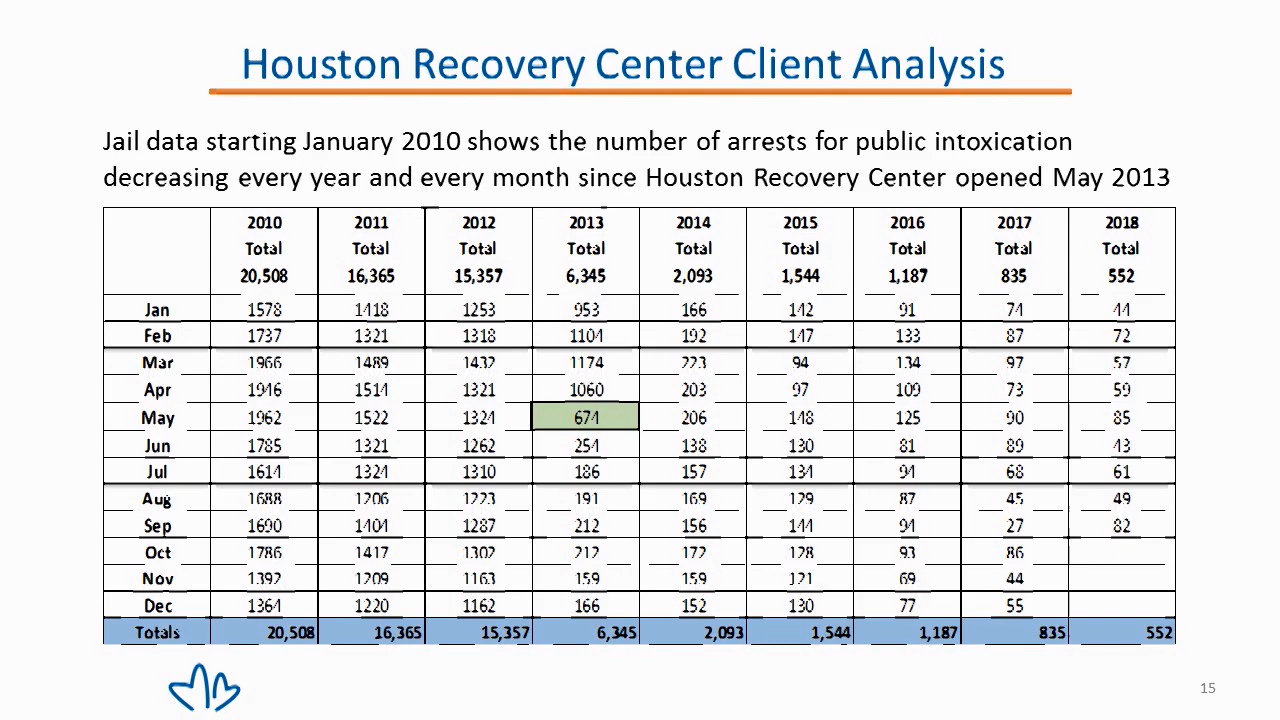 Houston Recovery Center Client Analysis
Jail data starting January 2010 shows the number of arrests for public intoxication
decreasing every year and every month since Houston Recovery Center opened May 2013
2010 2011 2012 2013 2014 2015 2016 2017 2018
Total Total Total Total Total Total Total Total Total
20,508 16,365 15,357 6,345 2,093 1,544 1,187 835 552
Jan 1578 1418 1253 953 166 142 91 74 44
Feb 1737 1321 1318 1104 192 147 133 87 72
Mar 1966 1489 1432 1174 223 94 134 97 57
Apr 1946 1514 1321 1060 203 97 109 73 59
May 1962 1522 1324 674 206 148 125 90 85
Jun 1785 1321 1262 254 138 130 81 89 43
Jul 1614 1324 1310 186 157 134 94 68 61
Aug 1688 1206 1223 191 169 129 87 45 49
Sep 1690 1404 1287 212 156 144 94 27 82
Oct 1786 1417 1302 212 172 128 93 86
Nov 1392 1209 1163 159 159 121 69 44
Dec 1364 1220 1162 166 152 130 77 55
Totals 20,508 16,365 15,357 6,345 2,093 1,544 1,187 835 552
15